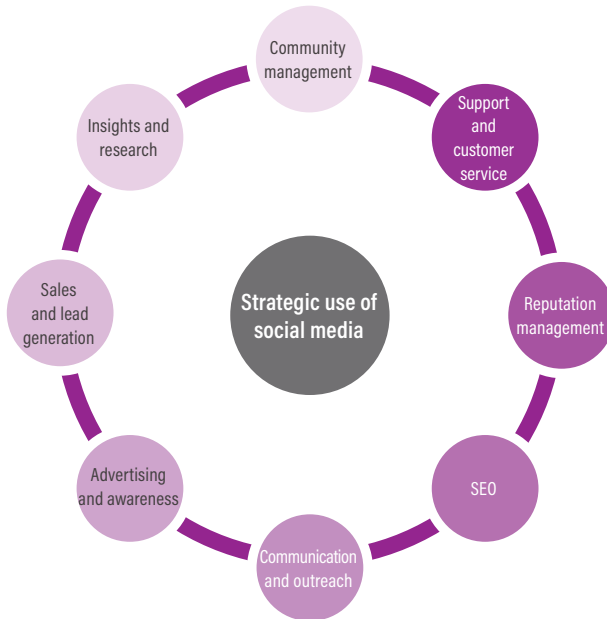 Community
management
Support
and
customer
service
Reputation
management
SEO
Communication
and outreach
Advertising
and awareness
Sales
and lead
generation
Insights and
research
Strategic use of
social media